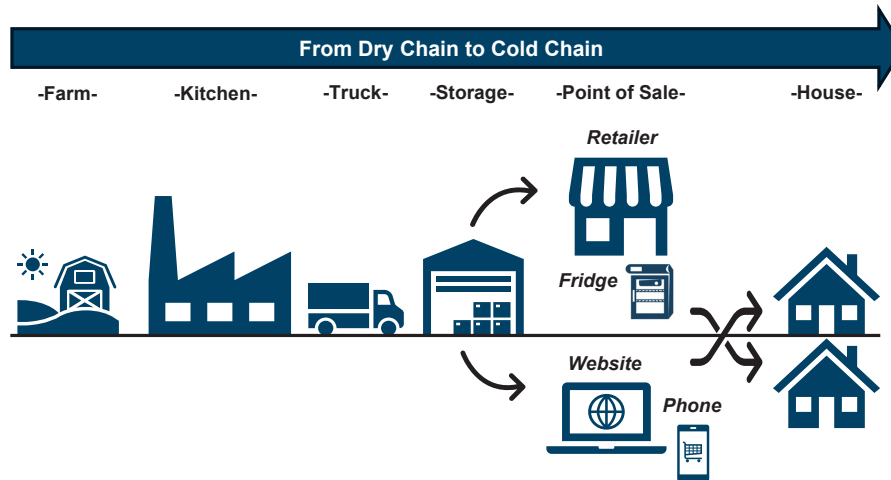 From Dry Chain to Cold Chain
-Farm-
-Kitchen-
-Truck-
-Storage-
-Point of Sale-
-House-
Retailer
Fridge
Website
Phone